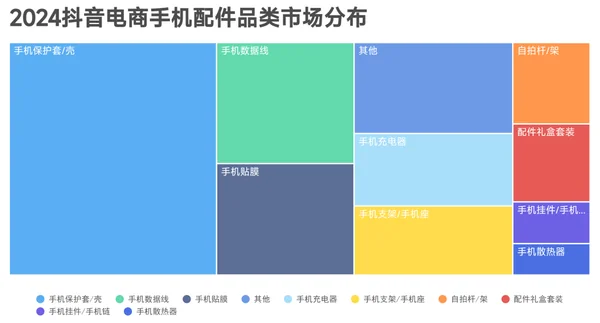 2024抖音电商手机配件品类市场分布
手机保护套/壳
手机数据线
其他
自拍杆/架
配件礼盒套装
手机充电器
手机贴膜
手机支架/手机座
手机挂件/手机...
手机散热器
手机保护套/壳 手机数据线 手机贴膜 其他 手机充电器 手机支架/手机座 自拍杆/架 配件礼盒套装
手机挂件/手机链 手机散热器